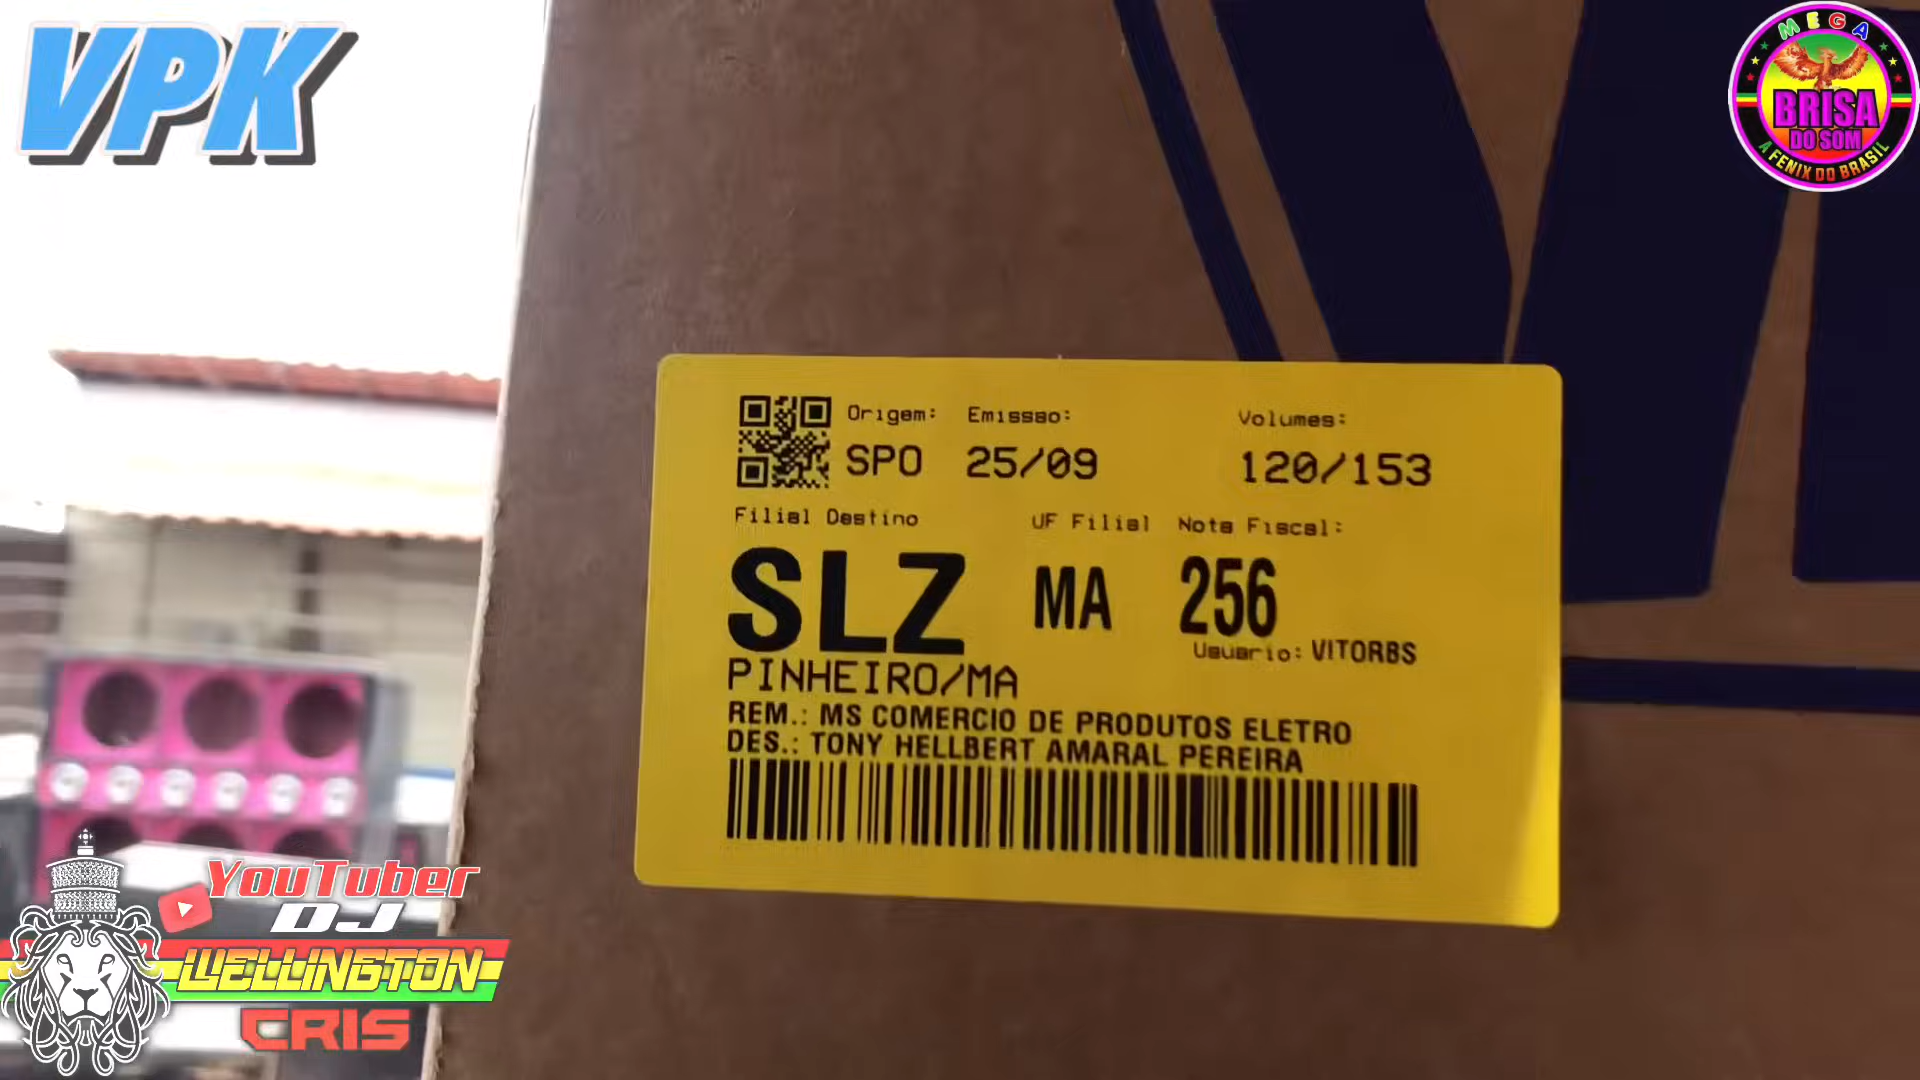 VPK
MEGA
BRISA
DO SOM
A FENIX DO BRASIL
Origem: Emissao: Volumes:
SPO 25/09 120/153
Filial Destino UF Filial Nota Fiscal:
SLZ MA 256
Usuario: VITORBS
PINHEIRO/MA
REM.: MS COMERCIO DE PRODUTOS ELETRO
DES.: TONY HELLBERT AMARAL PEREIRA
YouTuber
DJ
WELLINGTON
CRIS